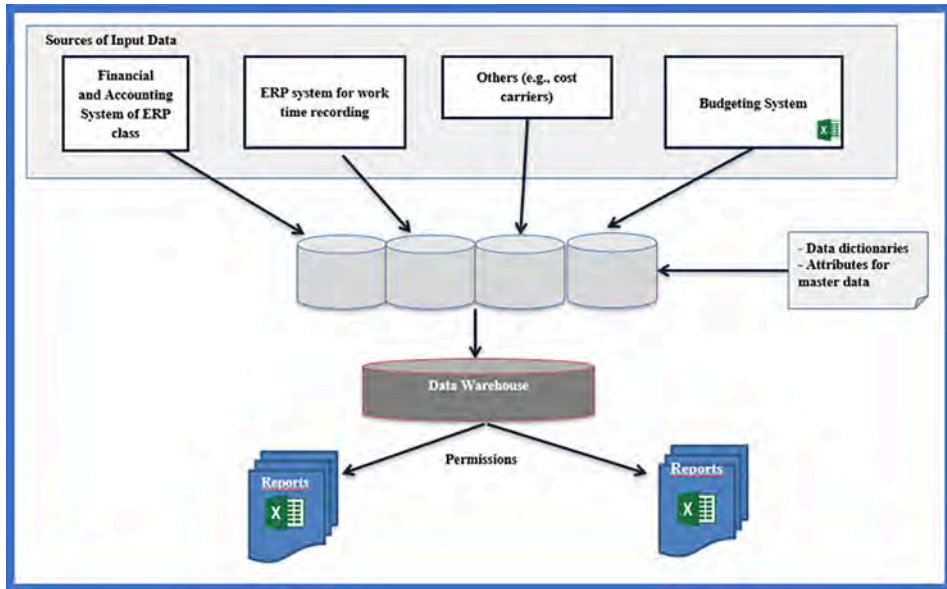 Sources of Input Data
Financial
and Accounting
System of ERP
class
ERP system for work
time recording
Others (e.g., cost
carriers)
Budgeting System
X
- Data dictionaries
- Attributes for
master data
Data Warehouse
Permissions
Reports
X
Reports
X